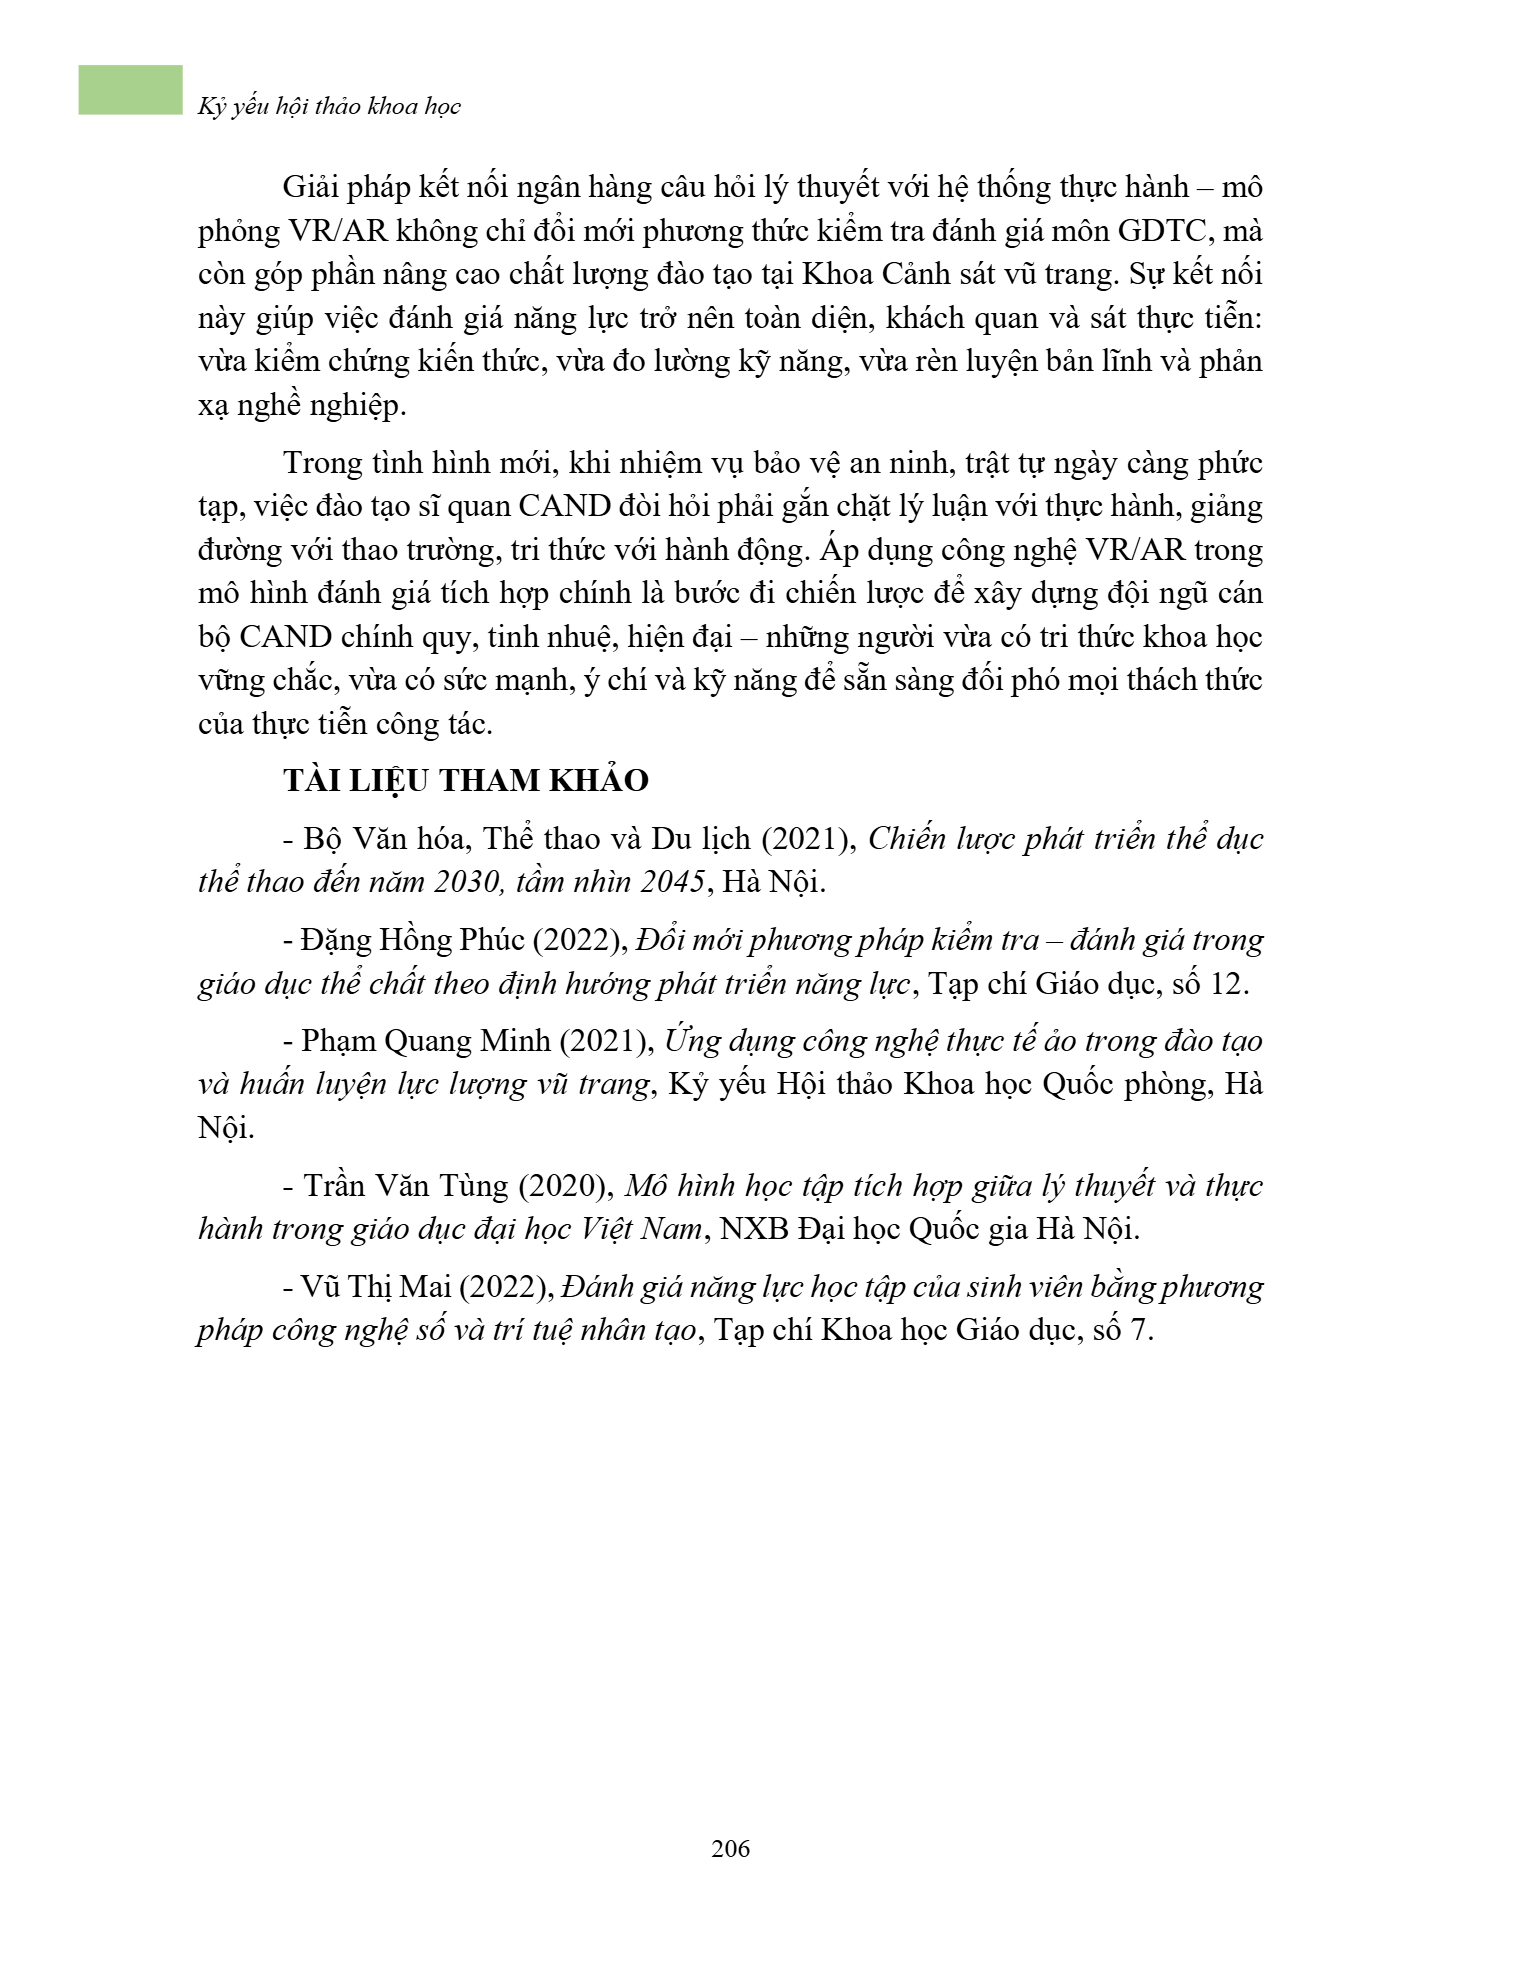 Kỷ yếu hội thảo khoa học
Giải pháp kết nối ngân hàng câu hỏi lý thuyết với hệ thống thực hành – mô
phỏng VR/AR không chỉ đổi mới phương thức kiểm tra đánh giá môn GDTC, mà
còn góp phần nâng cao chất lượng đào tạo tại Khoa Cảnh sát vũ trang. Sự kết nối
này giúp việc đánh giá năng lực trở nên toàn diện, khách quan và sát thực tiễn:
vừa kiểm chứng kiến thức, vừa đo lường kỹ năng, vừa rèn luyện bản lĩnh và phản
xạ nghề nghiệp.
Trong tình hình mới, khi nhiệm vụ bảo vệ an ninh, trật tự ngày càng phức
tạp, việc đào tạo sĩ quan CAND đòi hỏi phải gắn chặt lý luận với thực hành, giảng
đường với thao trường, tri thức với hành động. Áp dụng công nghệ VR/AR trong
mô hình đánh giá tích hợp chính là bước đi chiến lược để xây dựng đội ngũ cán
bộ CAND chính quy, tinh nhuệ, hiện đại – những người vừa có tri thức khoa học
vững chắc, vừa có sức mạnh, ý chí và kỹ năng để sẵn sàng đối phó mọi thách thức
của thực tiễn công tác.
TÀI LIỆU THAM KHẢO
- Bộ Văn hóa, Thể thao và Du lịch (2021), Chiến lược phát triển thể dục
thể thao đến năm 2030, tầm nhìn 2045, Hà Nội.
- Đặng Hồng Phúc (2022), Đổi mới phương pháp kiểm tra – đánh giá trong
giáo dục thể chất theo định hướng phát triển năng lực, Tạp chí Giáo dục, số 12.
- Phạm Quang Minh (2021), Ứng dụng công nghệ thực tế ảo trong đào tạo
và huấn luyện lực lượng vũ trang, Kỷ yếu Hội thảo Khoa học Quốc phòng, Hà
Nội.
- Trần Văn Tùng (2020), Mô hình học tập tích hợp giữa lý thuyết và thực
hành trong giáo dục đại học Việt Nam, NXB Đại học Quốc gia Hà Nội.
- Vũ Thị Mai (2022), Đánh giá năng lực học tập của sinh viên bằng phương
pháp công nghệ số và trí tuệ nhân tạo, Tạp chí Khoa học Giáo dục, số 7.
206